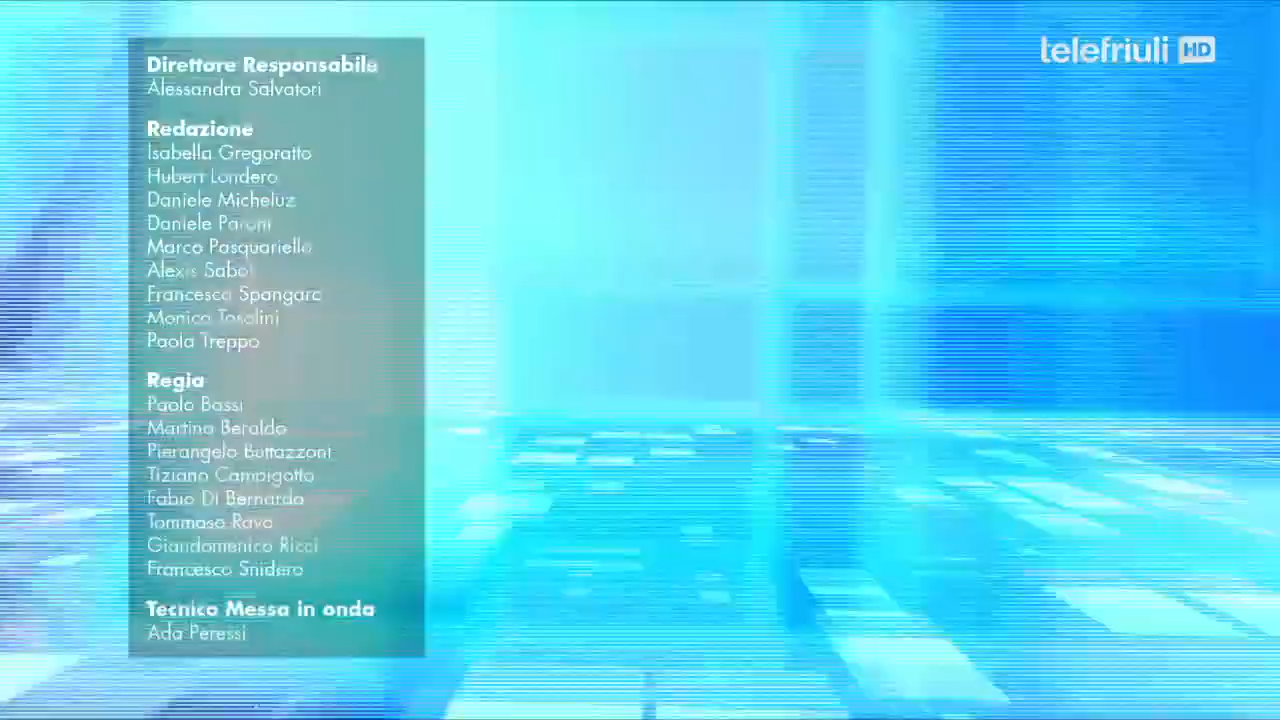 Direttore Responsabile
Alessandra Salvatori
Redazione
Isabella Gregoratto
Hubert Londero
Daniele Micheluz
Daniele Paroni
Marco Pasquariello
Alexis Sabot
Francesca Spangaro
Monica Tosolini
Paola Treppo
Regia
Paolo Bassi
Martino Beraldo
Pierangelo Buttazzoni
Tiziano Campigotto
Fabio Di Bernardo
Tommaso Ravo
Giandomenico Ricci
Francesco Snidero
Tecnico Messa in onda
Ada Peressi
telefriuli HD